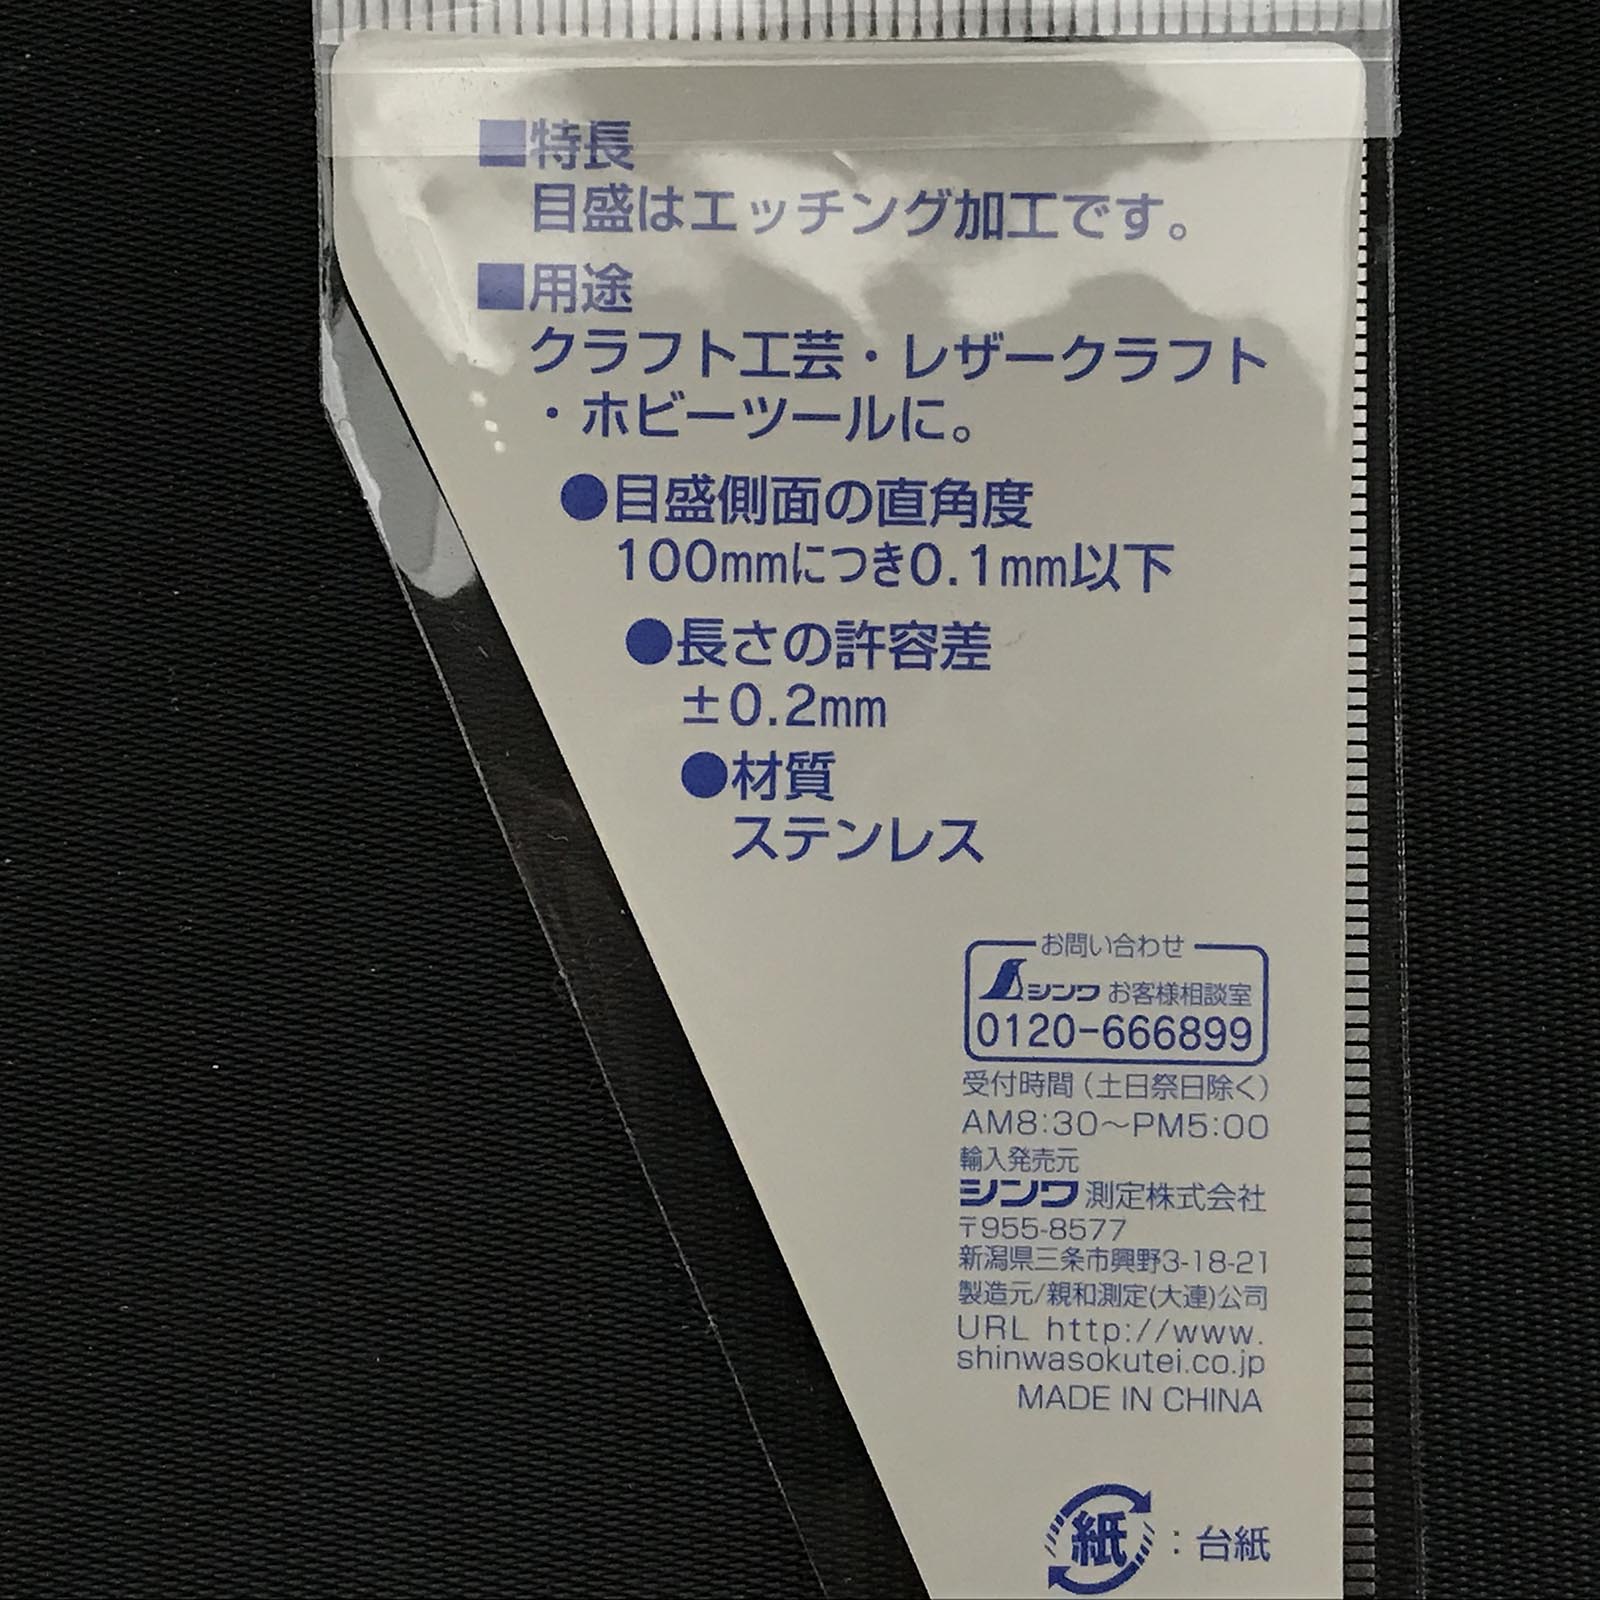 ■特長
目盛はエッチング加工です。
■用途
クラフト工芸・レザークラフト
・ホビーツールに。
●目盛側面の直角度
100mmにつき0.1mm以下
●長さの許容差
±0.2mm
●材質
ステンレス
お問い合わせ
シンワ お客様相談室
0120-666899
受付時間(土日祭日除く)
AM8:30～PM5:00
輸入発売元
シンワ測定株式会社
〒955-8577
新潟県三条市興野3-18-21
製造元/親和測定(大連)公司
URL http://www.
shinwasokutei.co.jp
MADE IN CHINA
紙：台紙